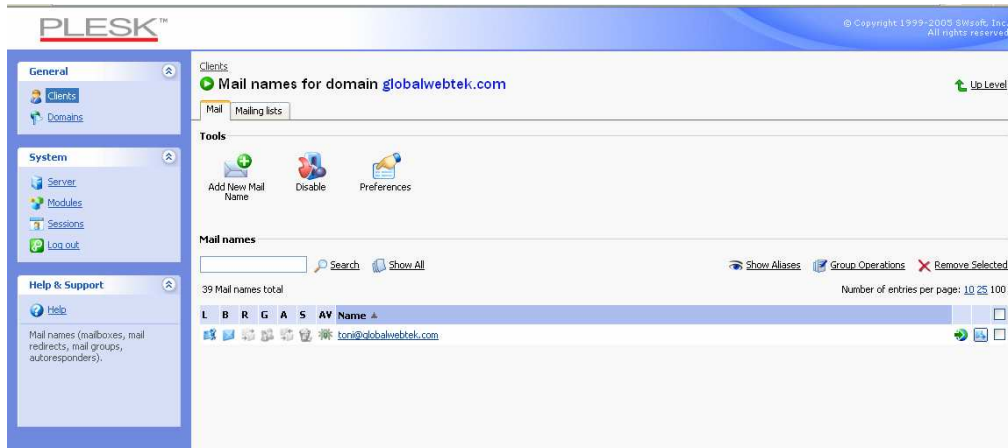 PLESK™
© Copyright 1999-2005 SWsoft, Inc.
All rights reserved
General
Clients
Domains
System
Server
Modules
Sessions
Log out
Help & Support
Help
Mail names (mailboxes, mail
redirects, mail groups,
autoresponders).
Clients
Mail names for domain globalwebtek.com
Up Level
Mail
Mailing lists
Tools
Add New Mail
Name
Disable
Preferences
Mail names
Search
Show All
Show Aliases
Group Operations
Remove Selected
39 Mail names total
Number of entries per page: 10 25 100
L B R G A S AV Name
toni@globalwebtek.com